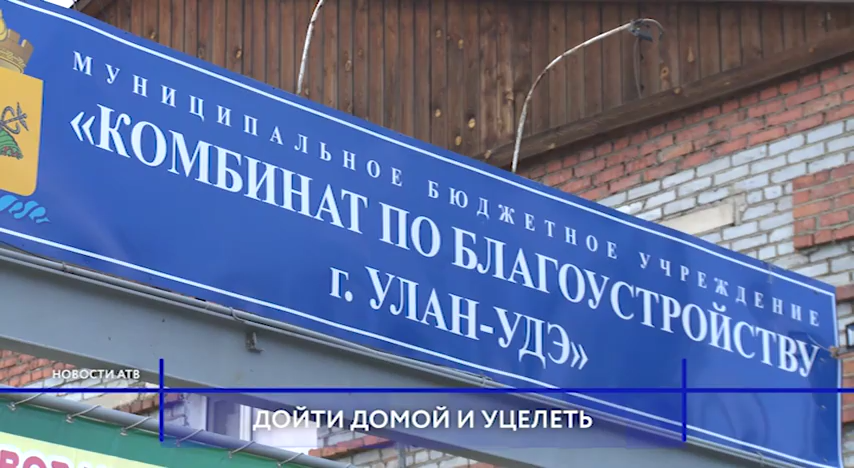 МУНИЦИПАЛЬНОЕ БЮДЖЕТНОЕ УЧРЕЖДЕНИЕ
«КОМБИНАТ ПО БЛАГОУСТРОЙСТВУ
г. УЛАН-УДЭ»
НОВОСТИ АТВ
ДОЙТИ ДОМОЙ И УЦЕЛЕТЬ